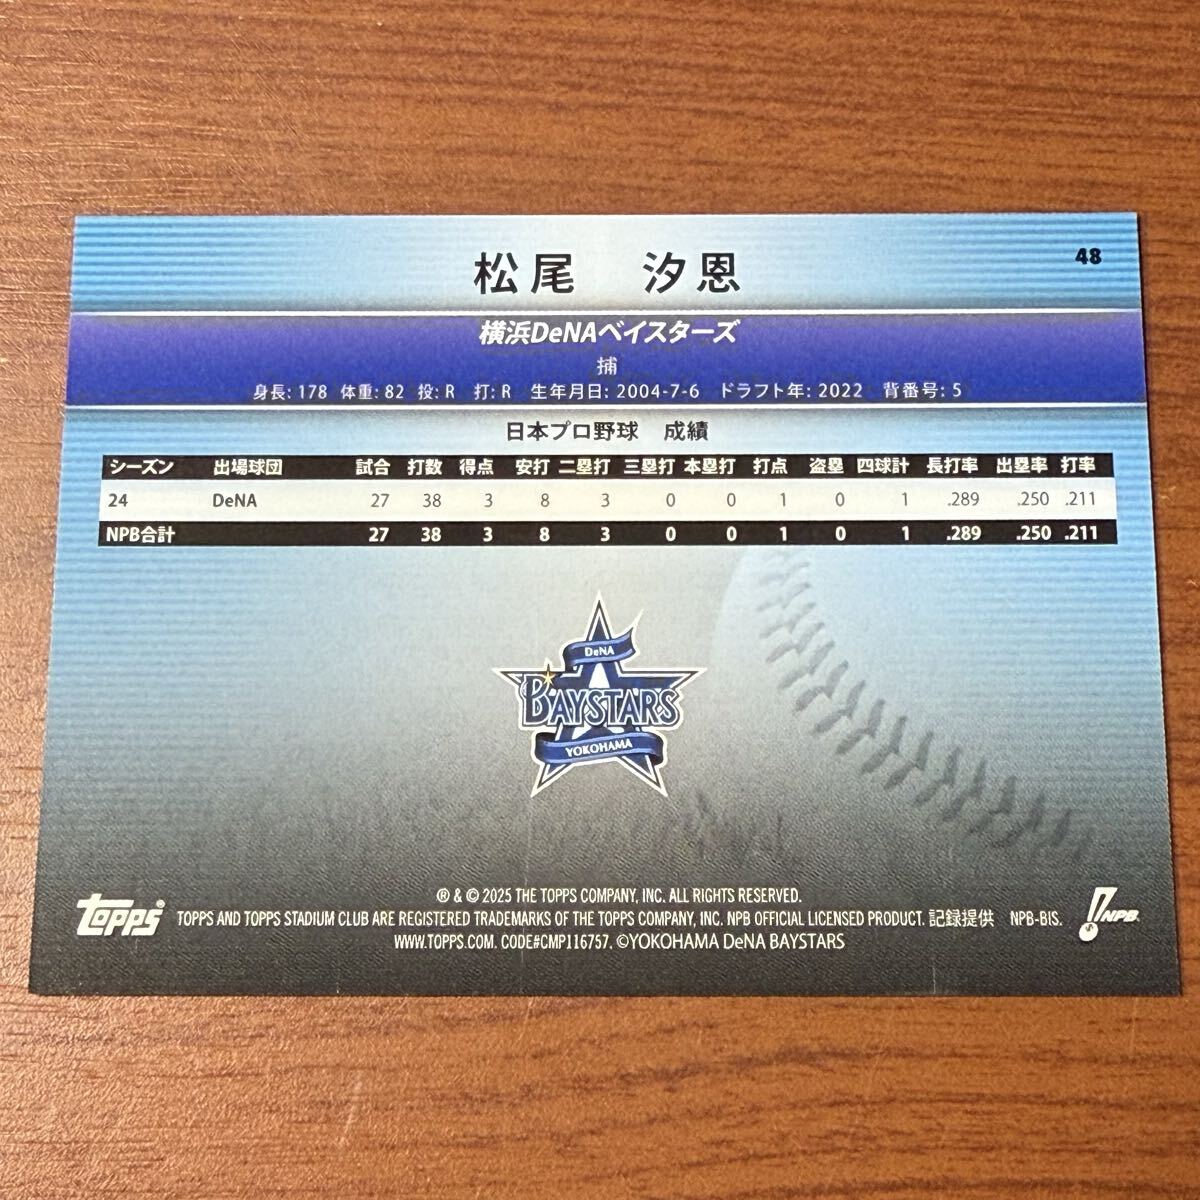 48
松尾 汐恩
横浜DeNAベイスターズ
捕
身長: 178 体重: 82 投: R 打: R 生年月日: 2004-7-6 ドラフト年: 2022 背番号: 5
日本プロ野球 成績
シーズン 出場球団 試合 打数 得点 安打 二塁打 三塁打 本塁打 打点 盗塁 四球計 長打率 出塁率 打率
24 DeNA 27 38 3 8 3 0 0 1 0 1 .289 .250 .211
NPB合計 27 38 3 8 3 0 0 1 0 1 .289 .250 .211
DeNA
BAYSTARS
YOKOHAMA
® & © 2025 THE TOPPS COMPANY, INC. ALL RIGHTS RESERVED.
topps® TOPPS AND TOPPS STADIUM CLUB ARE REGISTERED TRADEMARKS OF THE TOPPS COMPANY, INC. NPB OFFICIAL LICENSED PRODUCT. 記録提供 NPB-BIS. NPB
WWW.TOPPS.COM. CODE#CMP116757. ©YOKOHAMA DeNA BAYSTARS